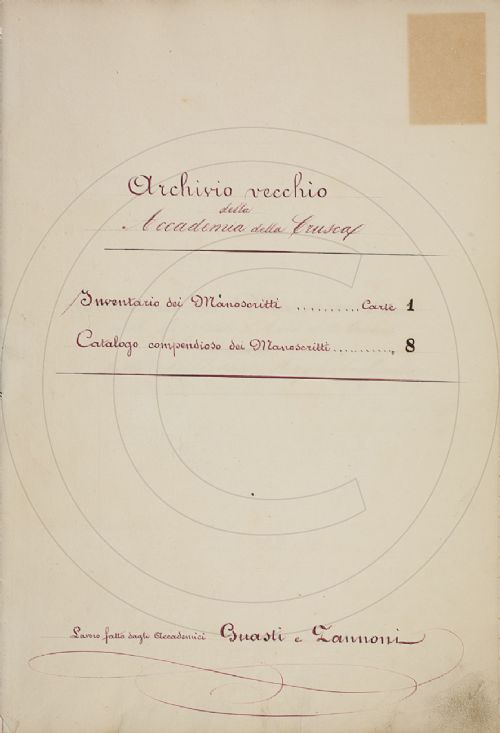 Archivio vecchio
della
Accademia della Crusca
Inventario dei Manoscritti .......... Carte 1
Catalogo compendioso dei Manoscritti ........... „ 8
Lavoro fatto dagli Accademici Guasti e Zannoni